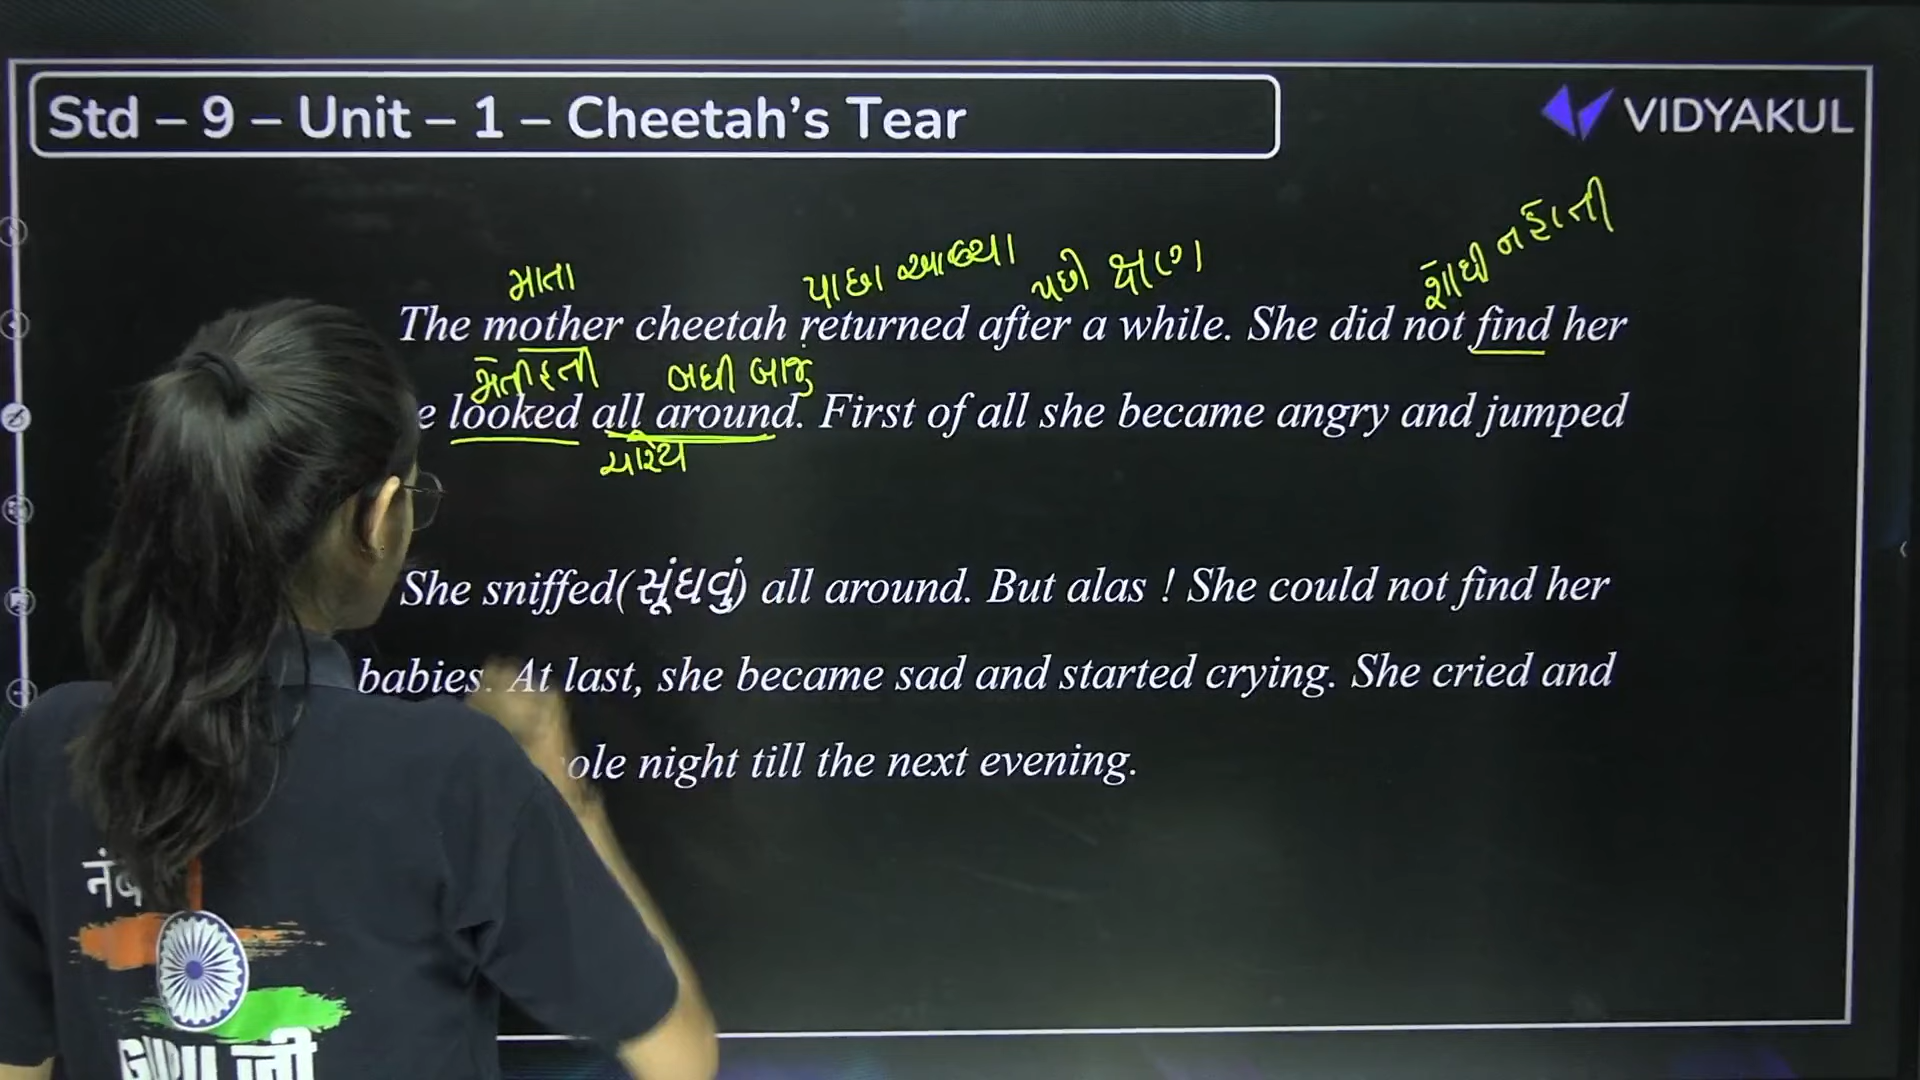 Std – 9 – Unit – 1 – Cheetah’s Tear
VIDYAKUL
માતા પાછા આવ્યા પછી ક્ષણ શોધી ન હતી
The mother cheetah returned after a while. She did not find her
બધી બાજુ
e looked all around. First of all she became angry and jumped
She sniffed(સૂંઘવું) all around. But alas ! She could not find her
babies. At last, she became sad and started crying. She cried and
ole night till the next evening.